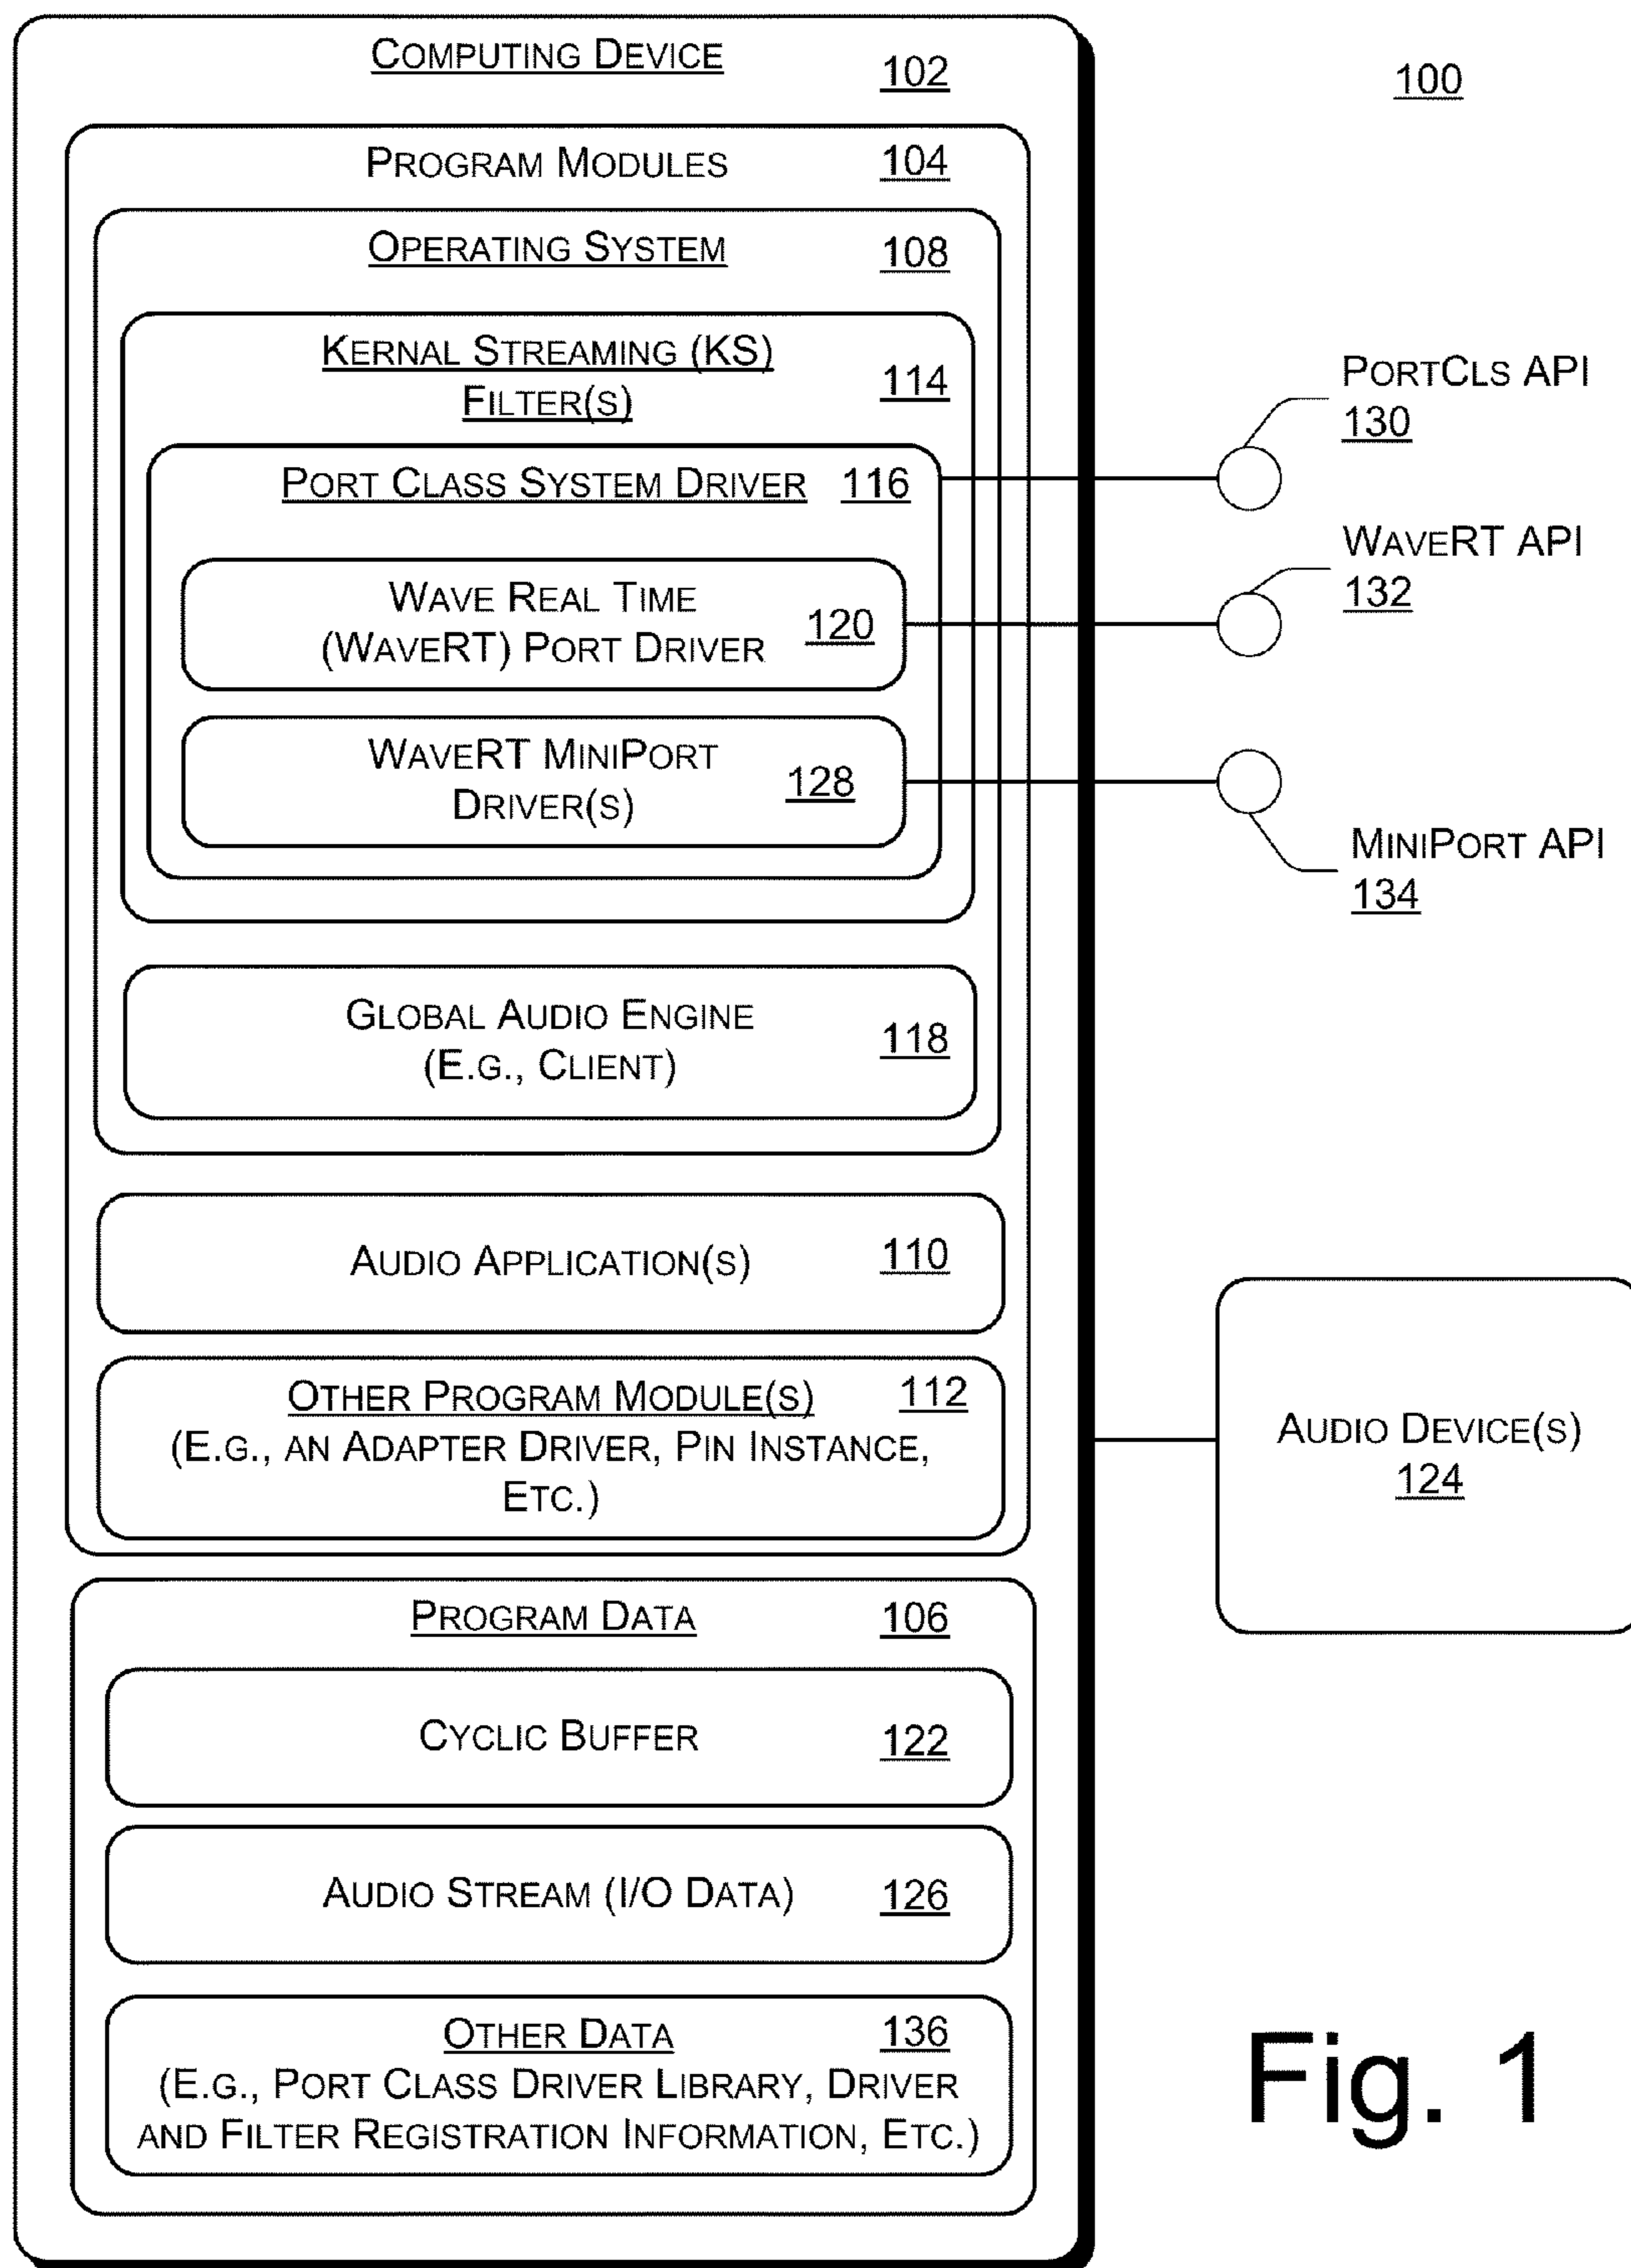 COMPUTING DEVICE 102
100
PROGRAM MODULES 104
OPERATING SYSTEM 108
KERNAL STREAMING (KS)
FILTER(S) 114
PORTCLS API
130
PORT CLASS SYSTEM DRIVER 116
WAVERT API
132
WAVE REAL TIME
(WAVERT) PORT DRIVER 120
WAVERT MINIPORT
DRIVER(S) 128
MINIPORT API
134
GLOBAL AUDIO ENGINE
(E.G., CLIENT) 118
AUDIO APPLICATION(S) 110
OTHER PROGRAM MODULE(S) 112
(E.G., AN ADAPTER DRIVER, PIN INSTANCE,
ETC.)
AUDIO DEVICE(S)
124
PROGRAM DATA 106
CYCLIC BUFFER 122
AUDIO STREAM (I/O DATA) 126
OTHER DATA 136
(E.G., PORT CLASS DRIVER LIBRARY, DRIVER
AND FILTER REGISTRATION INFORMATION, ETC.)
Fig. 1